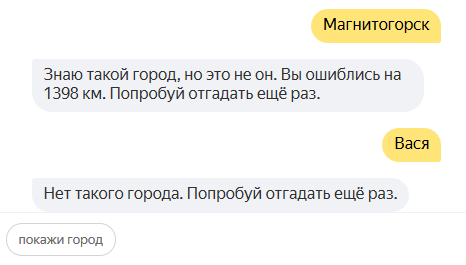 Магнитогорск
Знаю такой город, но это не он. Вы ошиблись на
1398 км. Попробуй отгадать ещё раз.
Вася
Нет такого города. Попробуй отгадать ещё раз.
покажи город